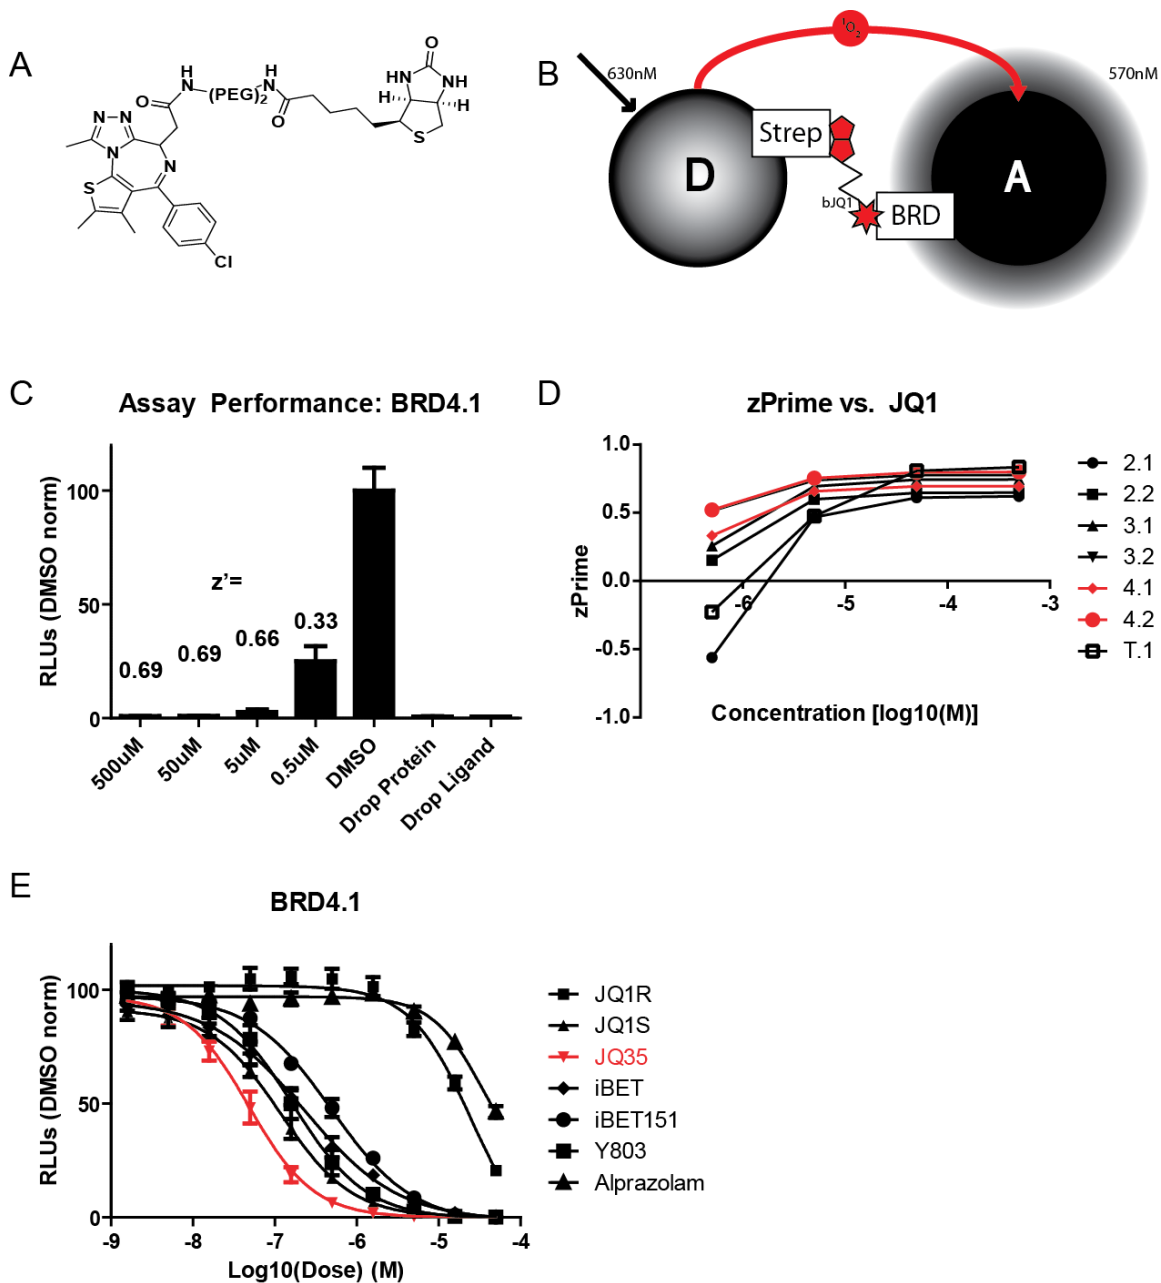 A
H
N
(PEG)2
H
N
O
O
O
HN
NH
H
H
S
N
N
N
N
S
Cl
B
630nM
1O2
570nM
Strep
D
A
bJQ1
BRD
C
Assay Performance: BRD4.1
RLUs (DMSO norm)
100
50
0
z'=
0.69
0.69
0.66
0.33
500uM
50uM
5uM
0.5uM
DMSO
Drop Protein
Drop Ligand
D
zPrime vs. JQ1
zPrime
1.0
0.5
0.0
-0.5
-1.0
-6
-5
-4
-3
Concentration [log10(M)]
2.1
2.2
3.1
3.2
4.1
4.2
T.1
E
BRD4.1
RLUs (DMSO norm)
100
50
0
-9
-8
-7
-6
-5
-4
Log10(Dose) (M)
JQ1R
JQ1S
JQ35
iBET
iBET151
Y803
Alprazolam